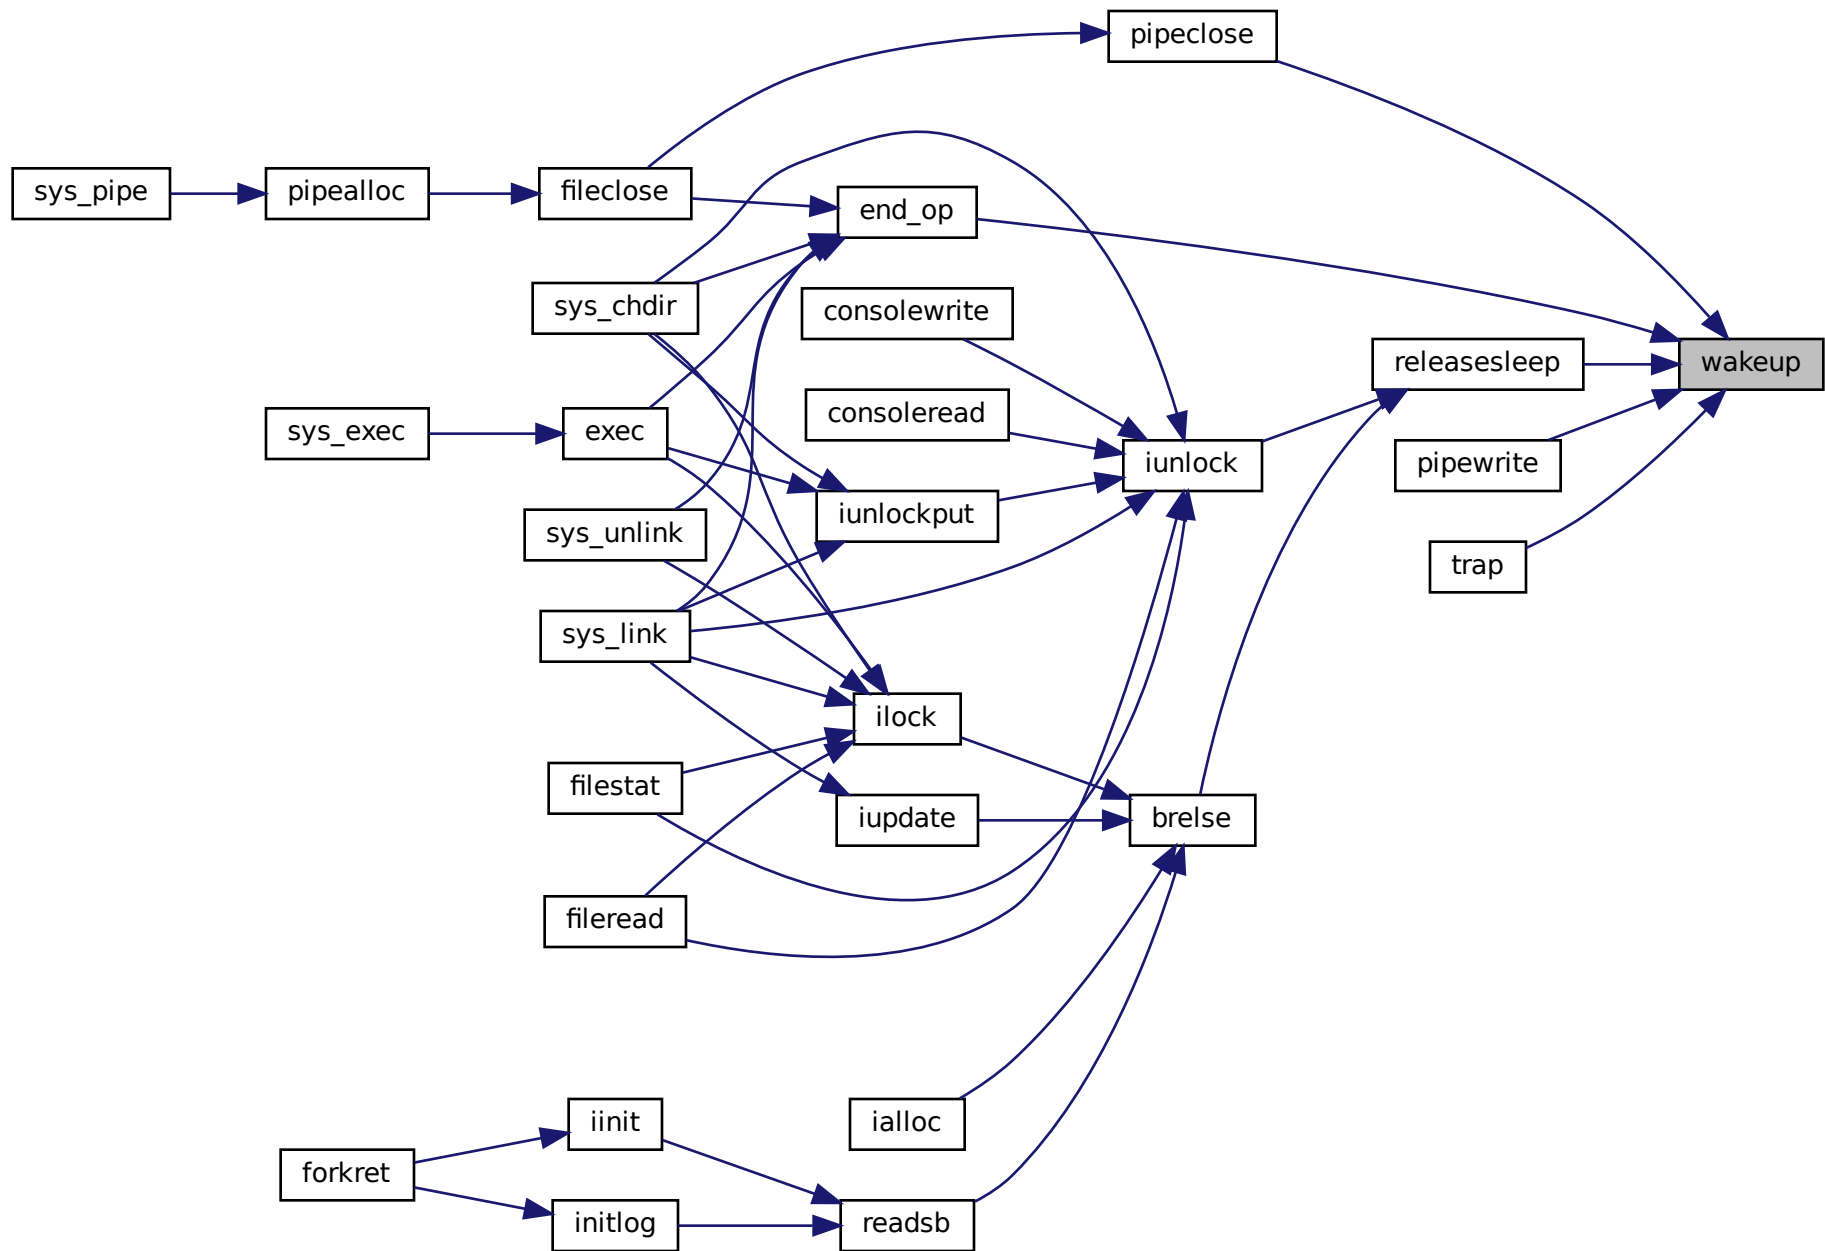 pipeclose
sys_pipe
pipealloc
fileclose
end_op
sys_chdir
consolewrite
releasesleep
wakeup
consoleread
sys_exec
exec
iunlock
pipewrite
iunlockput
sys_unlink
trap
sys_link
ilock
filestat
iupdate
brelse
fileread
iinit
ialloc
forkret
initlog
readsb